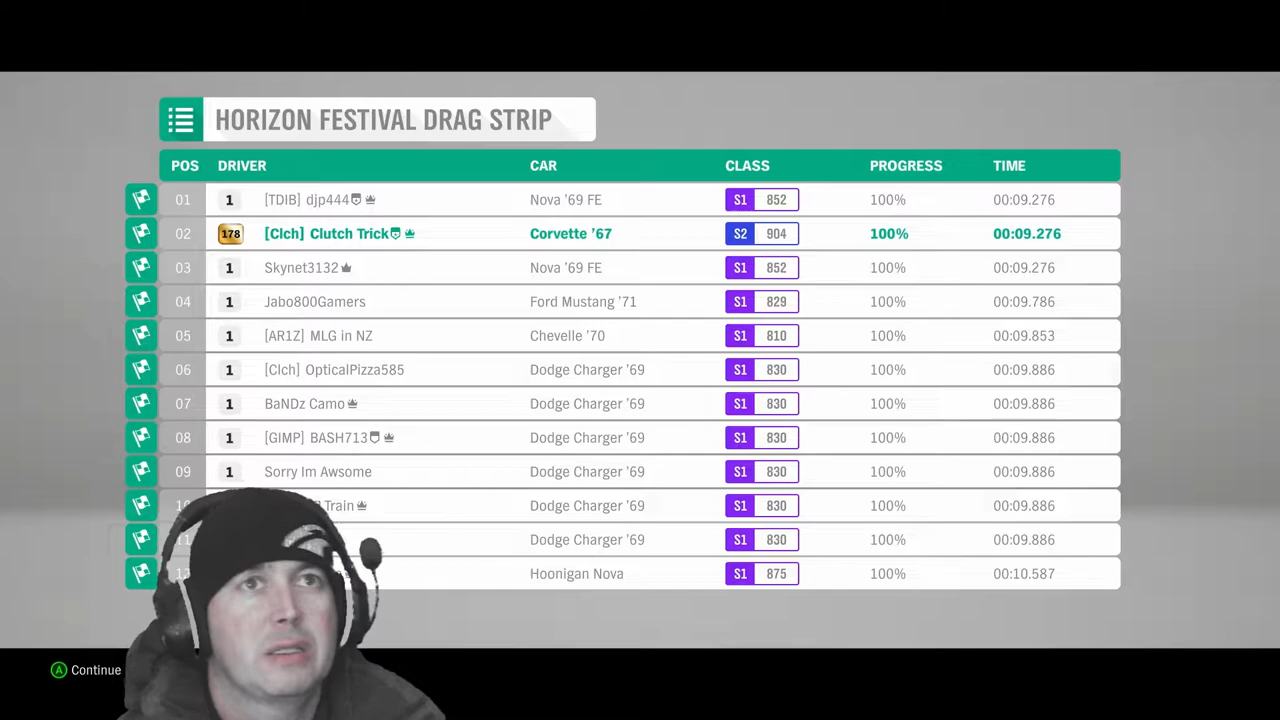 HORIZON FESTIVAL DRAG STRIP
POS DRIVER CAR CLASS PROGRESS TIME
01 1 [TDIB] djp444 Nova '69 FE S1 852 100% 00:09.276
02 178 [Clch] Clutch Trick Corvette '67 S2 904 100% 00:09.276
03 1 Skynet3132 Nova '69 FE S1 852 100% 00:09.276
04 1 Jabo800Gamers Ford Mustang '71 S1 829 100% 00:09.786
05 1 [AR1Z] MLG in NZ Chevelle '70 S1 810 100% 00:09.853
06 1 [Clch] OpticalPizza585 Dodge Charger '69 S1 830 100% 00:09.886
07 1 BaNDz Camo Dodge Charger '69 S1 830 100% 00:09.886
08 1 [GIMP] BASH713 Dodge Charger '69 S1 830 100% 00:09.886
09 1 Sorry Im Awsome Dodge Charger '69 S1 830 100% 00:09.886
10 Train Dodge Charger '69 S1 830 100% 00:09.886
11 Dodge Charger '69 S1 830 100% 00:09.886
12 Hoonigan Nova S1 875 100% 00:10.587
A Continue